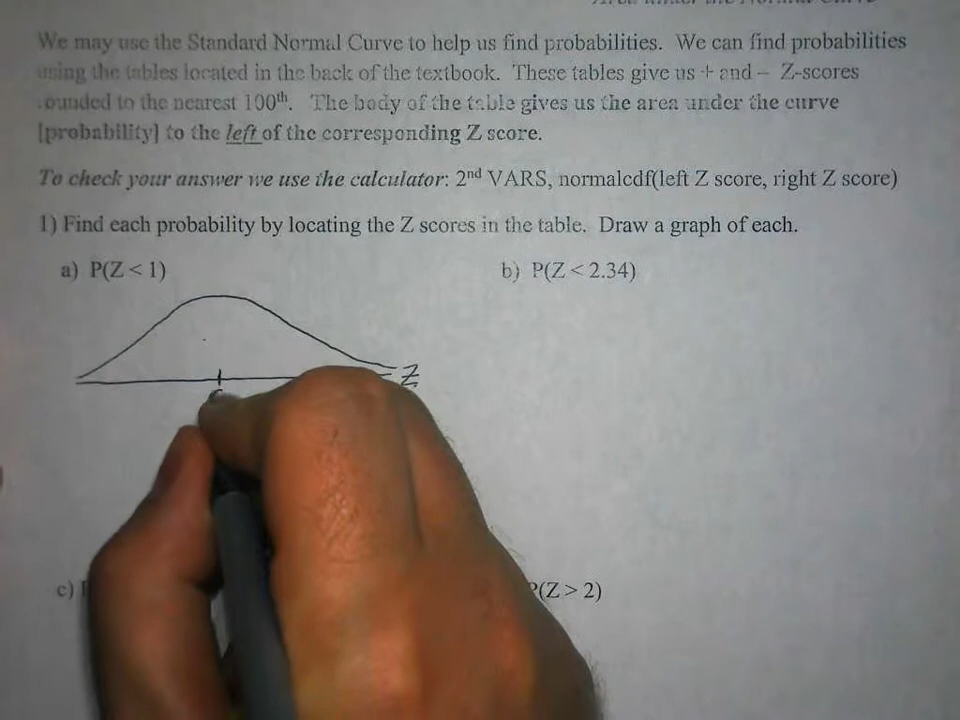 We may use the Standard Normal Curve to help us find probabilities. We can find probabilities
using the tables located in the back of the textbook. These tables give us + and – Z-scores
rounded to the nearest 100th. The body of the table gives us the area under the curve
[probability] to the left of the corresponding Z score.
To check your answer we use the calculator: 2nd VARS, normalcdf(left Z score, right Z score)
1) Find each probability by locating the Z scores in the table. Draw a graph of each.
a) P(Z < 1)
b) P(Z < 2.34)
Z
c)
P(Z > 2)